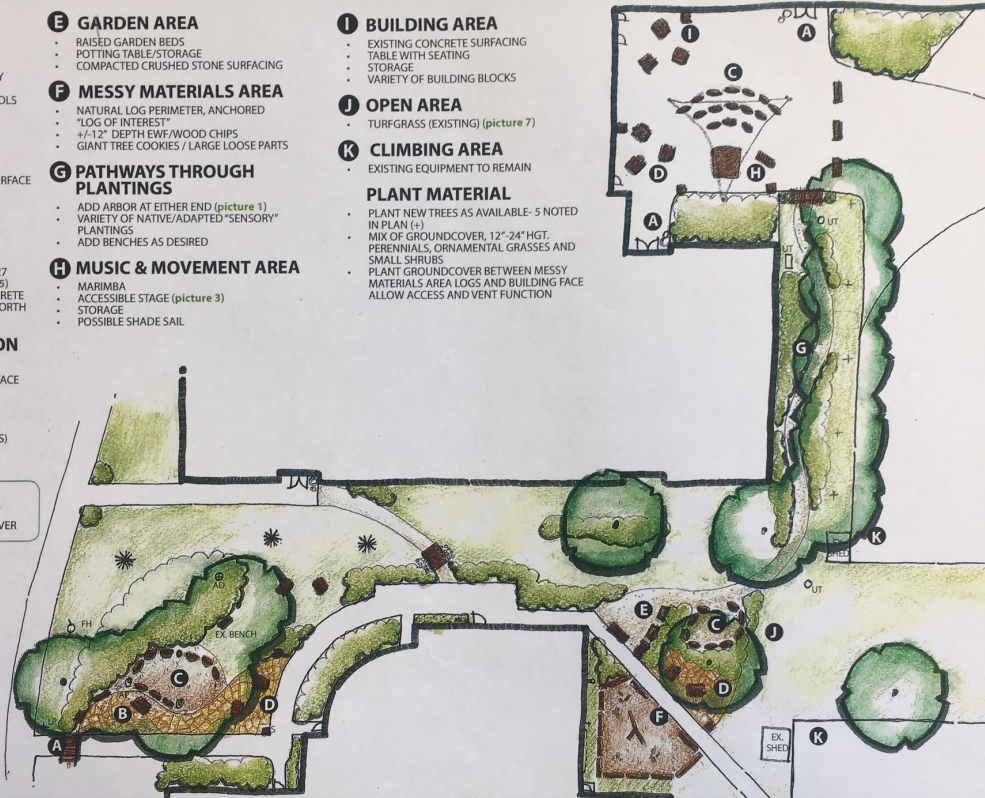 E GARDEN AREA
• RAISED GARDEN BEDS
• POTTING TABLE/STORAGE
• COMPACTED CRUSHED STONE SURFACING
F MESSY MATERIALS AREA
• NATURAL LOG PERIMETER, ANCHORED
• "LOG OF INTEREST"
• +/-12" DEPTH EWF/WOOD CHIPS
• GIANT TREE COOKIES / LARGE LOOSE PARTS
G PATHWAYS THROUGH
PLANTINGS
• ADD ARBOR AT EITHER END (picture 1)
• VARIETY OF NATIVE/ADAPTED "SENSORY"
PLANTINGS
• ADD BENCHES AS DESIRED
H MUSIC & MOVEMENT AREA
• MARIMBA
• ACCESSIBLE STAGE (picture 3)
• STORAGE
• POSSIBLE SHADE SAIL
I BUILDING AREA
• EXISTING CONCRETE SURFACING
• TABLE WITH SEATING
• STORAGE
• VARIETY OF BUILDING BLOCKS
J OPEN AREA
• TURFGRASS (EXISTING) (picture 7)
K CLIMBING AREA
• EXISTING EQUIPMENT TO REMAIN
PLANT MATERIAL
• PLANT NEW TREES AS AVAILABLE- 5 NOTED
IN PLAN (+)
• MIX OF GROUNDCOVER, 12"-24" HGT.
PERENNIALS, ORNAMENTAL GRASSES AND
SMALL SHRUBS
• PLANT GROUNDCOVER BETWEEN MESSY
MATERIALS AREA LOGS AND BUILDING FACE
ALLOW ACCESS AND VENT FUNCTION
Y
OLS
RFACE
27
5)
CRETE
ORTH
ON
ACE
S)
VER
I
A
C
D
H
A
UT
UT
G
K
SHED
UT
E
C
J
D
F
EX.
SHED
K
AD
FH
EX. BENCH
C
B
D
A